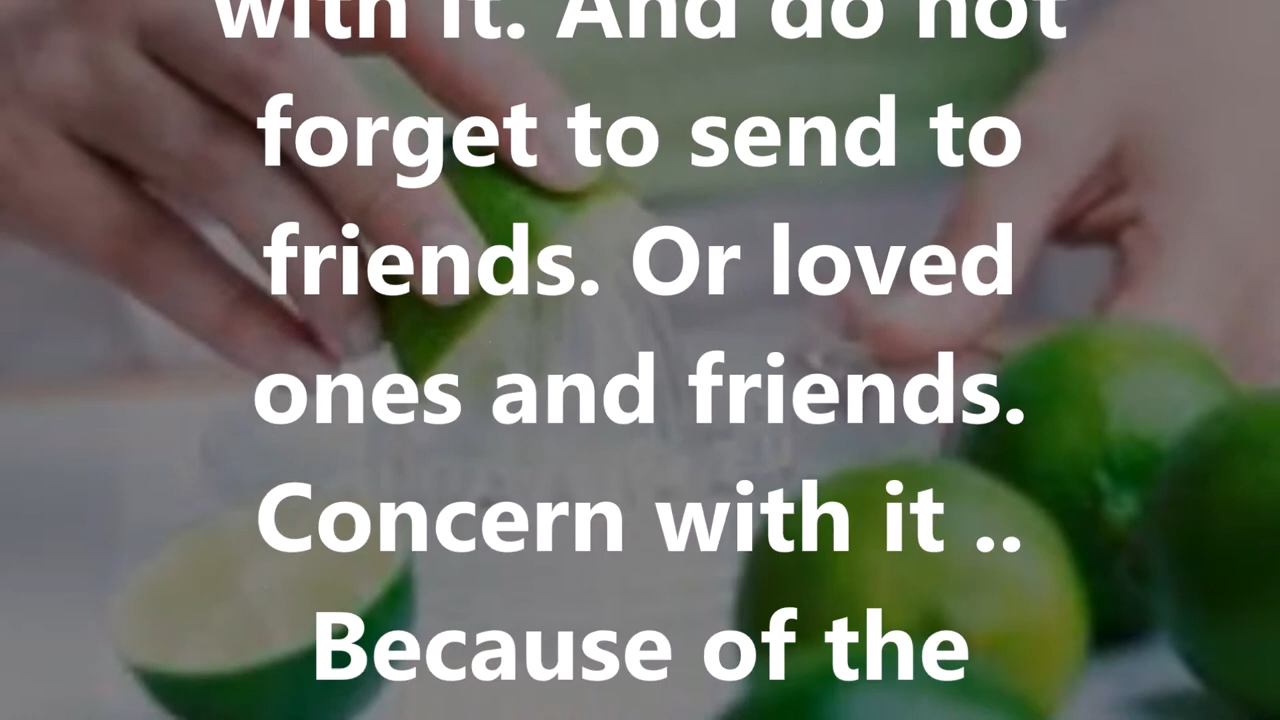 with it. And do not
forget to send to
friends. Or loved
ones and friends.
Concern with it ..
Because of the